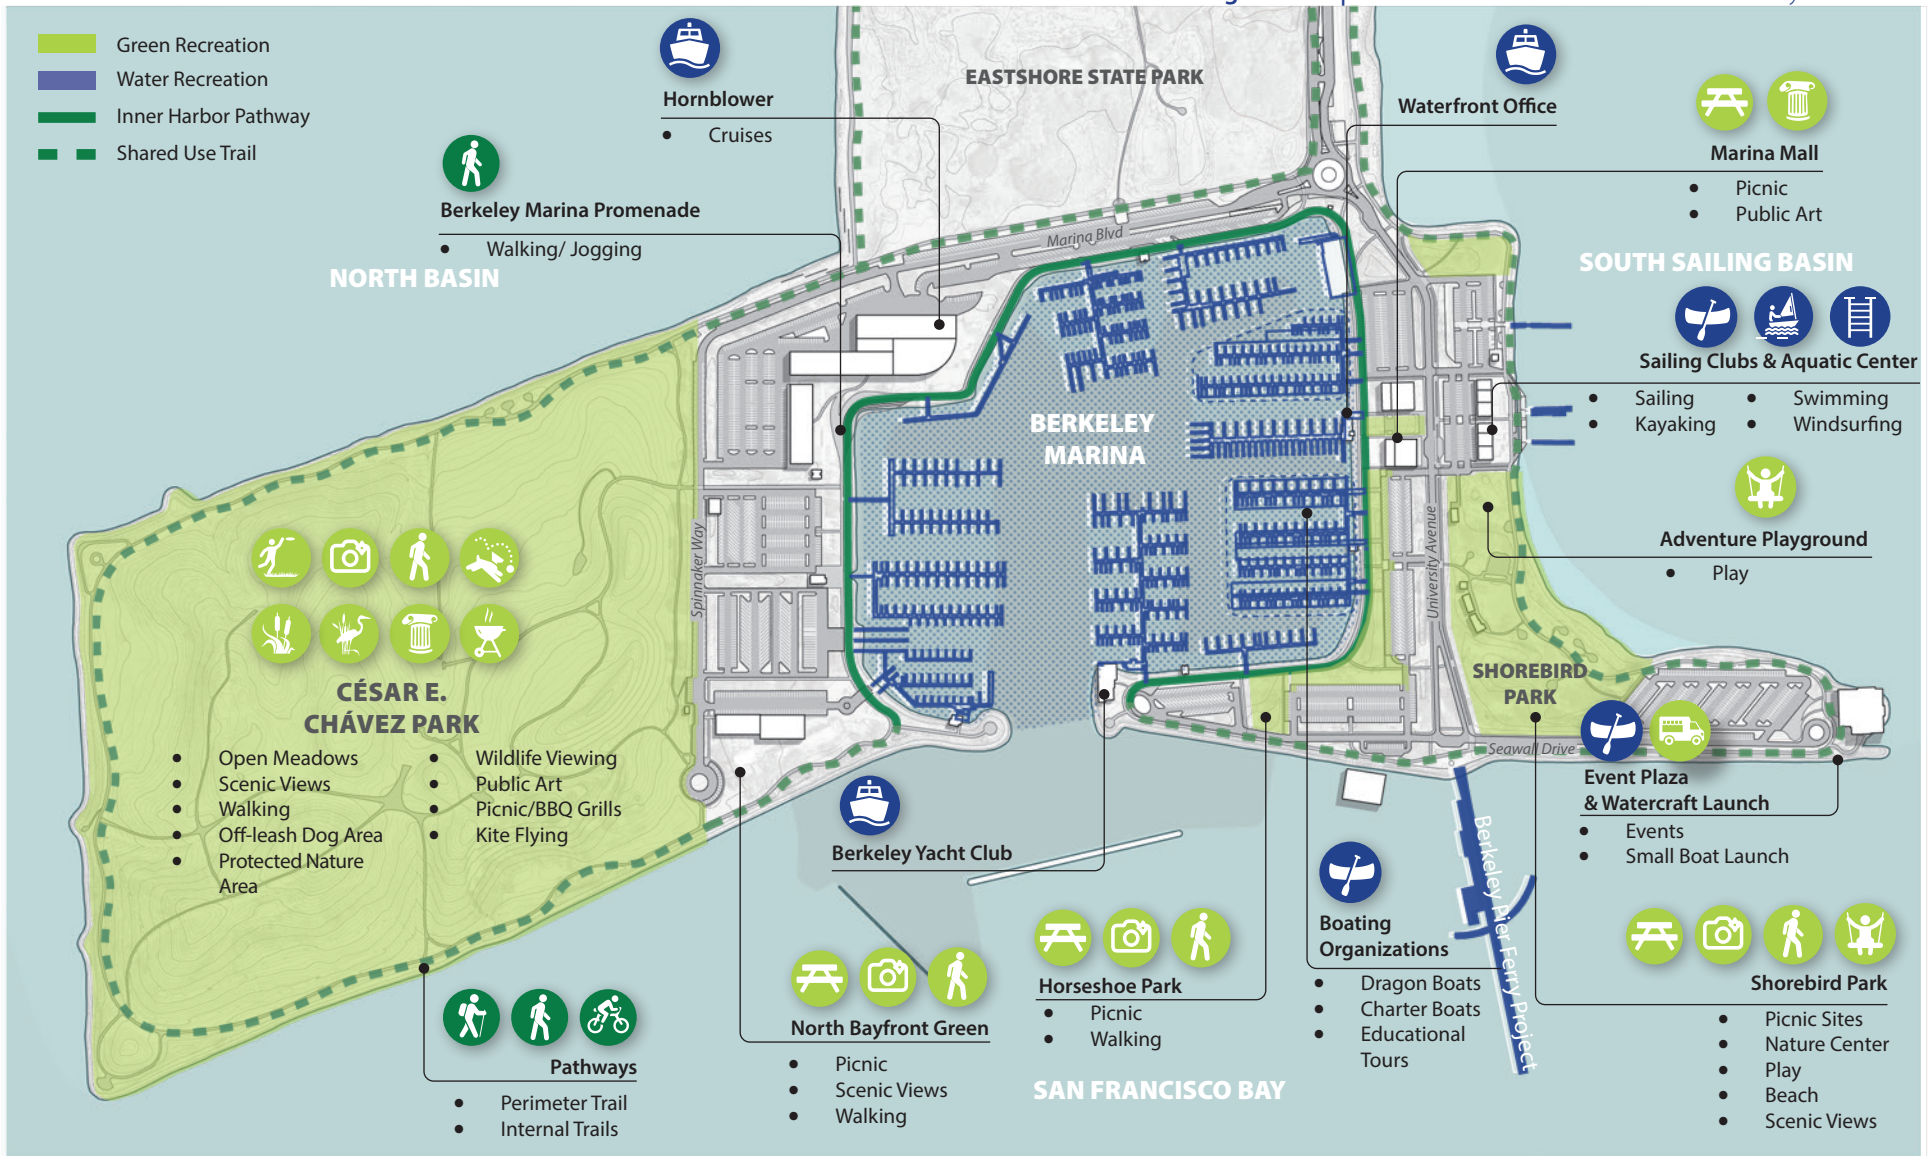 Green Recreation
Water Recreation
Inner Harbor Pathway
Shared Use Trail
Hornblower
• Cruises
EASTSHORE STATE PARK
Waterfront Office
Marina Mall
• Picnic
• Public Art
Berkeley Marina Promenade
• Walking/ Jogging
NORTH BASIN
Marina Blvd
SOUTH SAILING BASIN
Sailing Clubs & Aquatic Center
• Sailing
• Kayaking
• Swimming
• Windsurfing
BERKELEY
MARINA
Adventure Playground
• Play
Spinnaker Way
University Avenue
CÉSAR E.
CHÁVEZ PARK
• Open Meadows
• Scenic Views
• Walking
• Off-leash Dog Area
• Protected Nature
Area
• Wildlife Viewing
• Public Art
• Picnic/BBQ Grills
• Kite Flying
SHOREBIRD
PARK
Seawall Drive
Event Plaza
& Watercraft Launch
• Events
• Small Boat Launch
Berkeley Yacht Club
Berkeley Pier Ferry Project
Boating
Organizations
• Dragon Boats
• Charter Boats
• Educational
Tours
Horseshoe Park
• Picnic
• Walking
North Bayfront Green
• Picnic
• Scenic Views
• Walking
Pathways
• Perimeter Trail
• Internal Trails
SAN FRANCISCO BAY
Shorebird Park
• Picnic Sites
• Nature Center
• Play
• Beach
• Scenic Views